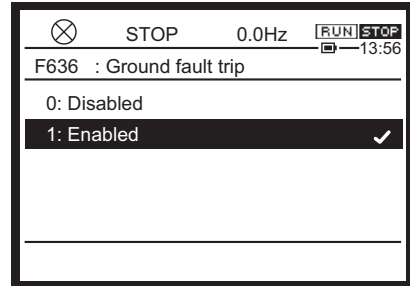 STOP 0.0Hz RUN STOP
13:56
F636 : Ground fault trip
0: Disabled
1: Enabled